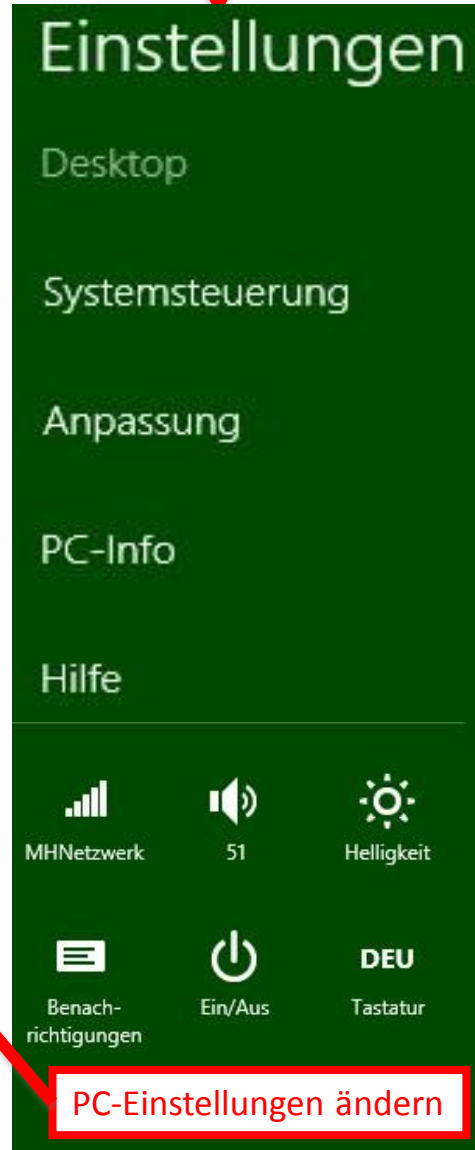 Einstellungen
Desktop
Systemsteuerung
Anpassung
PC-Info
Hilfe
MHNetzwerk
51
Helligkeit
DEU
Benach-
richtigungen
Ein/Aus
Tastatur
PC-Einstellungen ändern